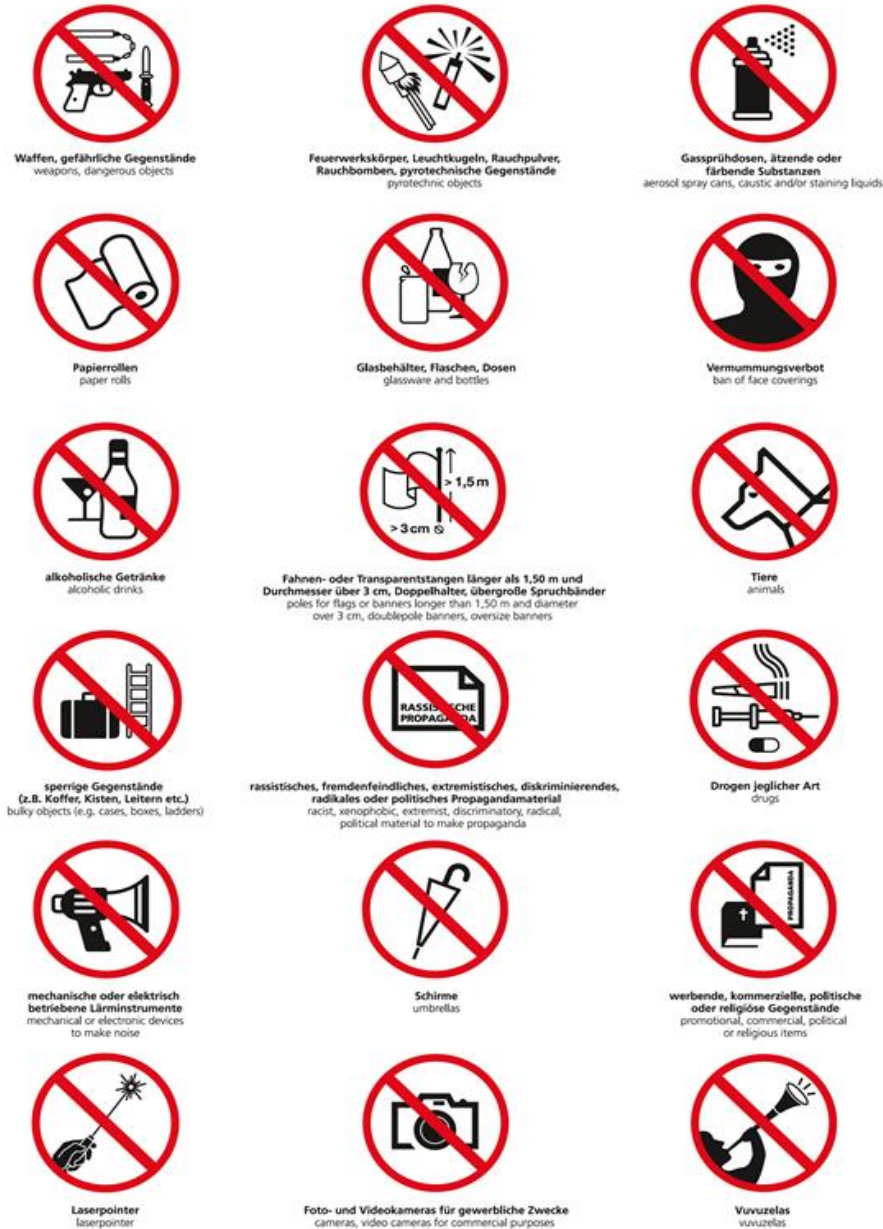 Waffen, gefährliche Gegenstände
weapons, dangerous objects
Feuerwerkskörper, Leuchtkugeln, Rauchpulver,
Rauchbomben, pyrotechnische Gegenstände
pyrotechnic objects
Gassprühdosen, ätzende oder
färbende Substanzen
aerosol spray cans, caustic and/or staining liquids
Papierrollen
paper rolls
Glasbehälter, Flaschen, Dosen
glassware and bottles
Vermummungsverbot
ban of face coverings
alkoholische Getränke
alcoholic drinks
> 1,5 m
> 3 cm
Fahnen- oder Transparentstangen länger als 1,50 m und
Durchmesser über 3 cm, Doppelhalter, übergroße Spruchbänder
poles for flags or banners longer than 1,50 m and diameter
over 3 cm, doublepole banners, oversize banners
Tiere
animals
sperrige Gegenstände
(z.B. Koffer, Kisten, Leitern etc.)
bulky objects (e.g. cases, boxes, ladders)
RASSISTISCHE
PROPAGANDA
rassistisches, fremdenfeindliches, extremistisches, diskriminierendes,
radikales oder politisches Propagandamaterial
racist, xenophobic, extremist, discriminatory, radical,
political material to make propaganda
Drogen jeglicher Art
drugs
mechanische oder elektrisch
betriebene Lärminstrumente
mechanical or electronic devices
to make noise
Schirme
umbrellas
PROPAGANDA
werbende, kommerzielle, politische
oder religiöse Gegenstände
promotional, commercial, political
or religious items
Laserpointer
laserpointer
Foto- und Videokameras für gewerbliche Zwecke
cameras, video cameras for commercial purposes
Vuvuzelas
vuvuzelas